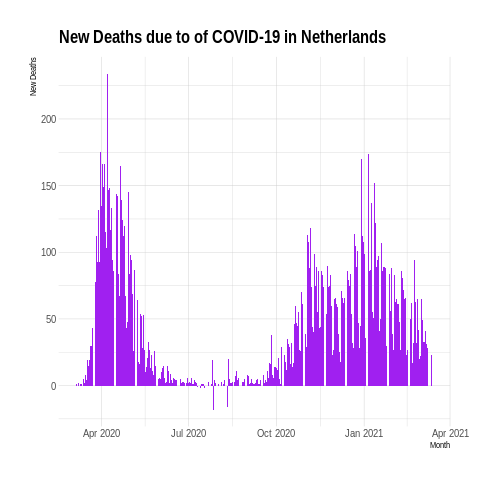 New Deaths due to of COVID-19 in Netherlands
New Deaths
200
150
100
50
0
Apr 2020 Jul 2020 Oct 2020 Jan 2021 Apr 2021
Month